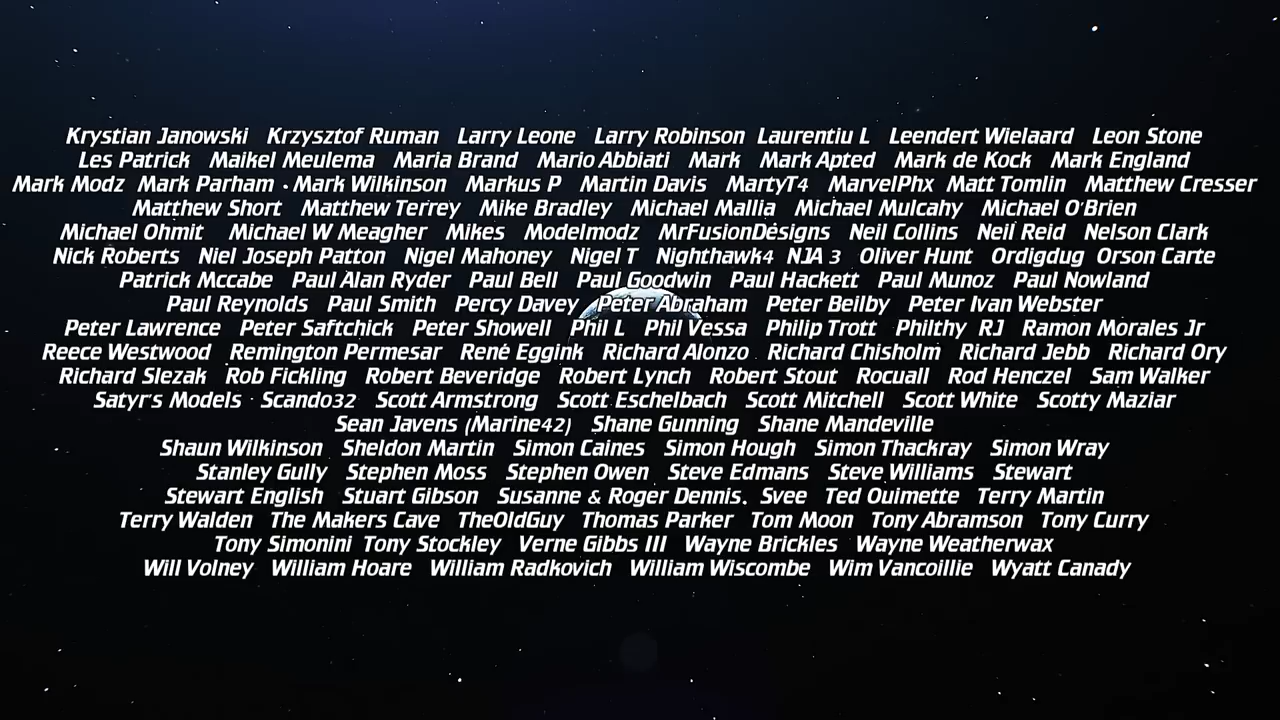 Krystian Janowski Krzysztof Ruman Larry Leone Larry Robinson Laurentiu L Leendert Wielaard Leon Stone
Les Patrick Maikel Meulema Maria Brand Mario Abbiati Mark Mark Apted Mark de Kock Mark England
Mark Modz Mark Parham Mark Wilkinson Markus P Martin Davis MartyT4 MarvelPhx Matt Tomlin Matthew Cresser
Matthew Short Matthew Terrey Mike Bradley Michael Mallia Michael Mulcahy Michael O'Brien
Michael Ohmit Michael W Meagher Mikes Modelmodz MrFusionDesigns Neil Collins Neil Reid Nelson Clark
Nick Roberts Niel Joseph Patton Nigel Mahoney Nigel T Nighthawk4 NJA 3 Oliver Hunt Ordigdug Orson Carte
Patrick Mccabe Paul Alan Ryder Paul Bell Paul Goodwin Paul Hackett Paul Munoz Paul Nowland
Paul Reynolds Paul Smith Percy Davey Peter Abraham Peter Beilby Peter Ivan Webster
Peter Lawrence Peter Saftchick Peter Showell Phil L Phil Vessa Philip Trott Philthy RJ Ramon Morales Jr
Reece Westwood Remington Permesar René Eggink Richard Alonzo Richard Chisholm Richard Jebb Richard Ory
Richard Slezak Rob Fickling Robert Beveridge Robert Lynch Robert Stout Rocuall Rod Henczel Sam Walker
Satyr's Models Scando32 Scott Armstrong Scott Eschelbach Scott Mitchell Scott White Scotty Maziar
Sean Javens (Marine42) Shane Gunning Shane Mandeville
Shaun Wilkinson Sheldon Martin Simon Caines Simon Hough Simon Thackray Simon Wray
Stanley Gully Stephen Moss Stephen Owen Steve Edmans Steve Williams Stewart
Stewart English Stuart Gibson Susanne & Roger Dennis. Svee Ted Ouimette Terry Martin
Terry Walden The Makers Cave TheOldGuy Thomas Parker Tom Moon Tony Abramson Tony Curry
Tony Simonini Tony Stockley Verne Gibbs III Wayne Brickles Wayne Weatherwax
Will Volney William Hoare William Radkovich William Wiscombe Wim Vancoillie Wyatt Canady